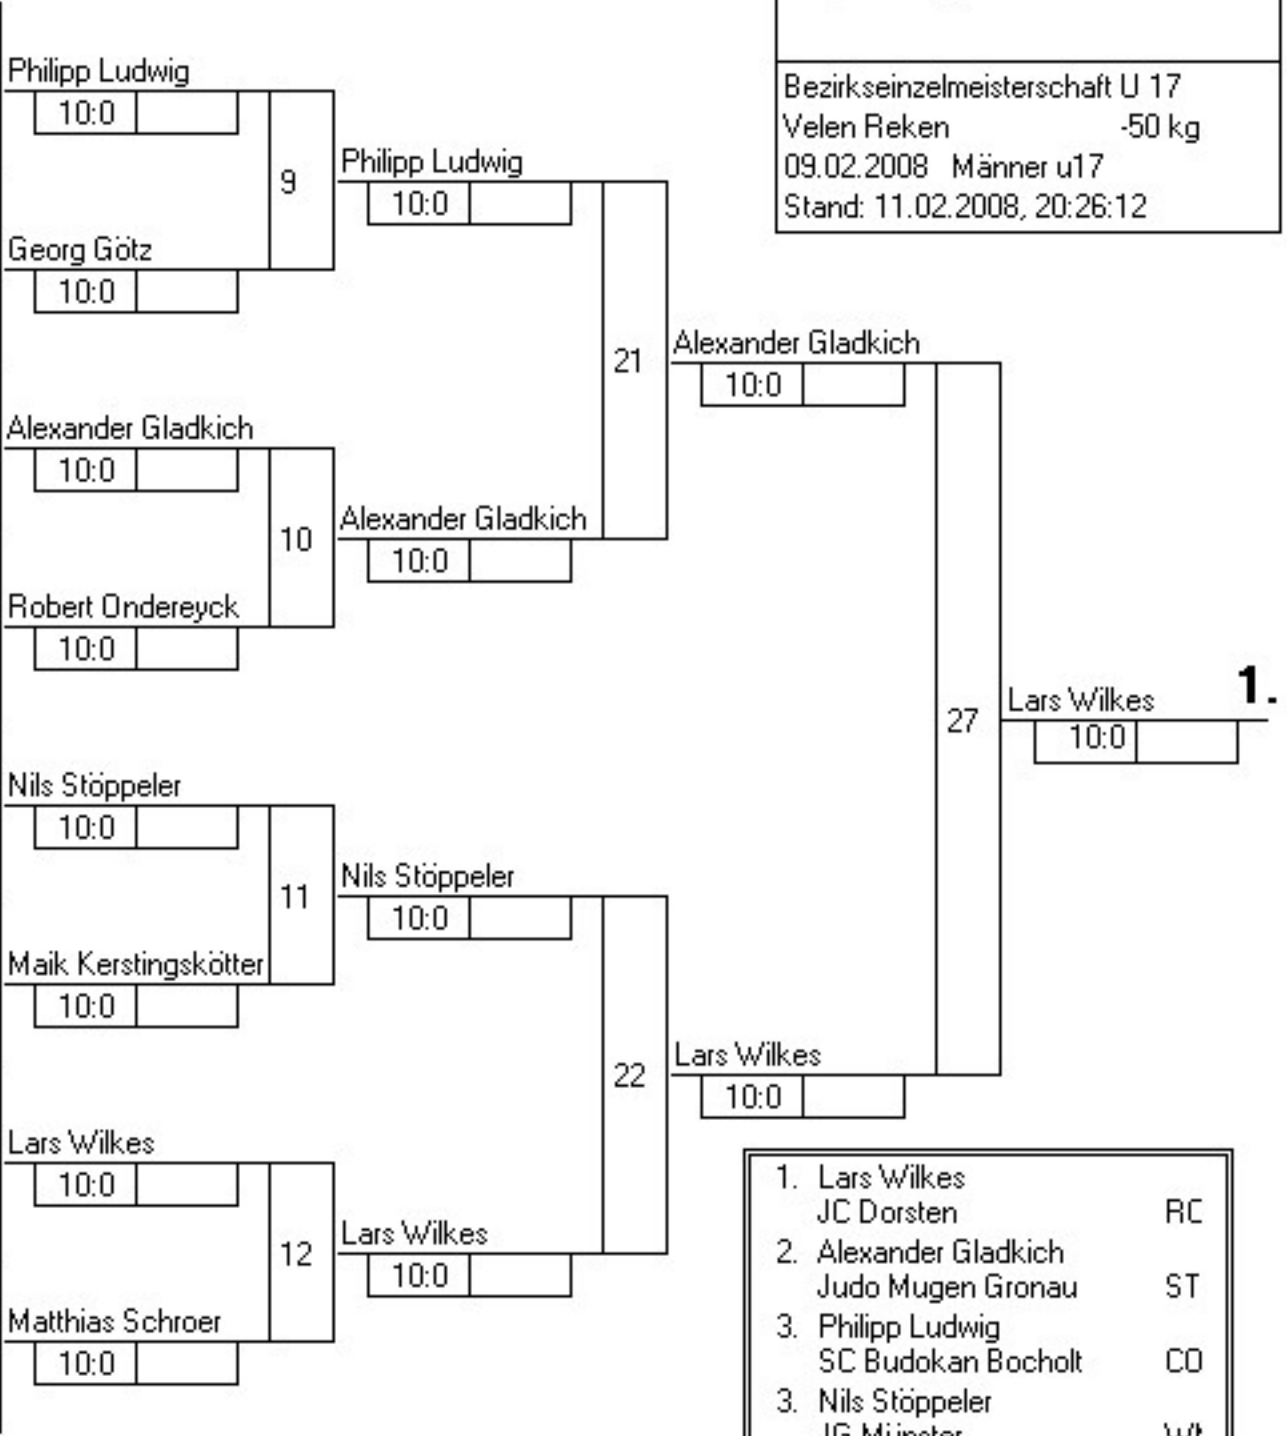 Bezirkseinzelmeisterschaft U 17
Velen Reken -50 kg
09.02.2008 Männer u17
Stand: 11.02.2008, 20:26:12
Philipp Ludwig
10:0
9
Georg Götz
10:0
Alexander Gladkich
10:0
10
Robert Ondereyck
10:0
Nils Stöppeler
10:0
11
Maik Kerstingskötter
10:0
Lars Wilkes
10:0
12
Matthias Schroer
10:0
Philipp Ludwig
10:0
21
Alexander Gladkich
10:0
Nils Stöppeler
10:0
22
Lars Wilkes
10:0
Alexander Gladkich
10:0
27
Lars Wilkes
10:0
Lars Wilkes 1.
10:0
1. Lars Wilkes
JC Dorsten RC
2. Alexander Gladkich
Judo Mugen Gronau ST
3. Philipp Ludwig
SC Budokan Bocholt CO
3. Nils Stöppeler
JG Münster